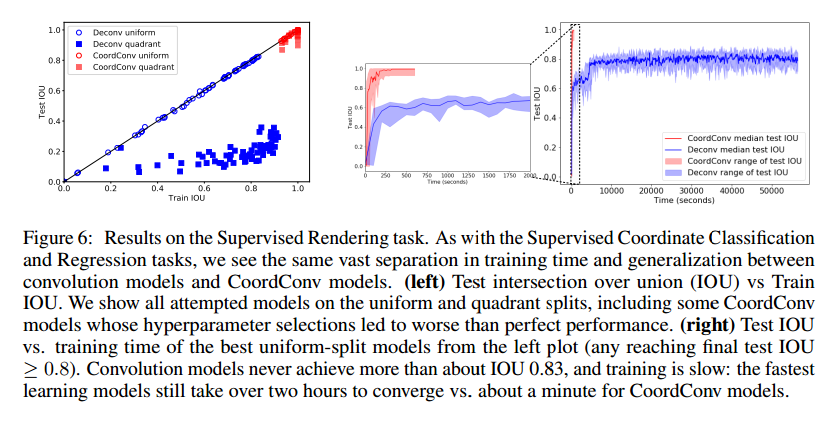 Deconv uniform
Deconv quadrant
CoordConv uniform
CoordConv quadrant
1.0
0.8
0.6
0.4
0.2
0.0
Test IOU
0.0 0.2 0.4 0.6 0.8 1.0
Train IOU
1.0
0.8
0.6
0.4
0.2
0.0
Test IOU
0 250 500 750 1000 1250 1500 1750 2000
Time (seconds)
1.0
0.8
0.6
0.4
0.2
0.0
Test IOU
CoordConv median test IOU
Deconv median test IOU
CoordConv range of test IOU
Deconv range of test IOU
0 10000 20000 30000 40000 50000
Time (seconds)
Figure 6: Results on the Supervised Rendering task. As with the Supervised Coordinate Classification
and Regression tasks, we see the same vast separation in training time and generalization between
convolution models and CoordConv models. (left) Test intersection over union (IOU) vs Train
IOU. We show all attempted models on the uniform and quadrant splits, including some CoordConv
models whose hyperparameter selections led to worse than perfect performance. (right) Test IOU
vs. training time of the best uniform-split models from the left plot (any reaching final test IOU
≥ 0.8). Convolution models never achieve more than about IOU 0.83, and training is slow: the fastest
learning models still take over two hours to converge vs. about a minute for CoordConv models.